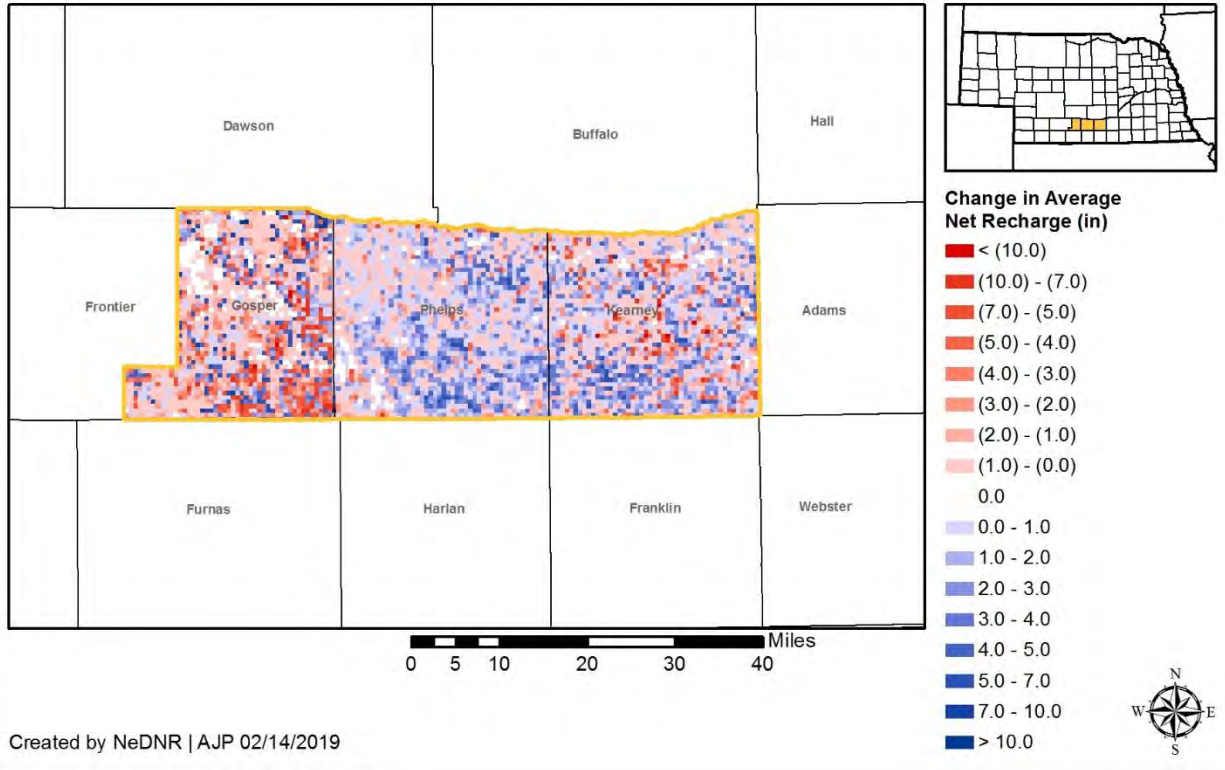 Dawson
Buffalo
Hall
Frontier
Gosper
Phelps
Kearney
Adams
Furnas
Harlan
Franklin
Webster
Miles
0 5 10 20 30 40
Created by NeDNR | AJP 02/14/2019
Change in Average
Net Recharge (in)
< (10.0)
(10.0) - (7.0)
(7.0) - (5.0)
(5.0) - (4.0)
(4.0) - (3.0)
(3.0) - (2.0)
(2.0) - (1.0)
(1.0) - (0.0)
0.0
0.0 - 1.0
1.0 - 2.0
2.0 - 3.0
3.0 - 4.0
4.0 - 5.0
5.0 - 7.0
7.0 - 10.0
> 10.0
N
W E
S